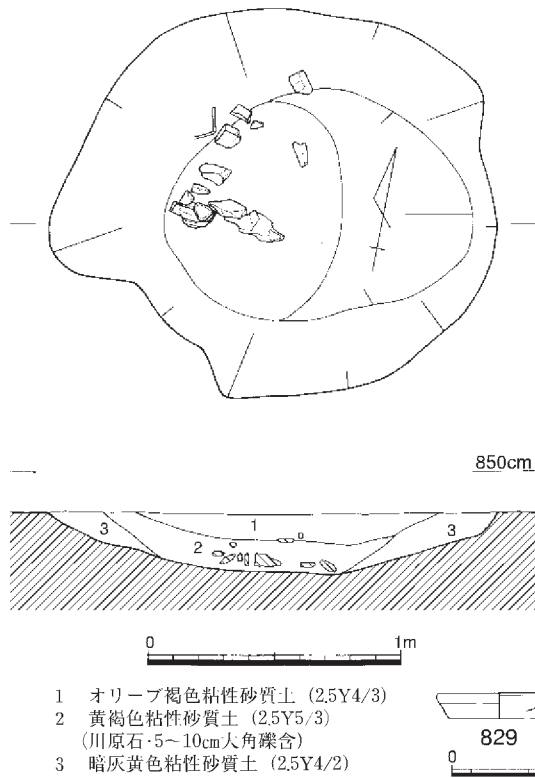 850cm
1
2
3
3
0 1m
1 オリーブ褐色粘性砂質土 (2.5Y4/3)
2 黄褐色粘性砂質土 (2.5Y5/3)
(川原石・5~10cm大角礫含)
3 暗灰黄色粘性砂質土 (2.5Y4/2)
829
0